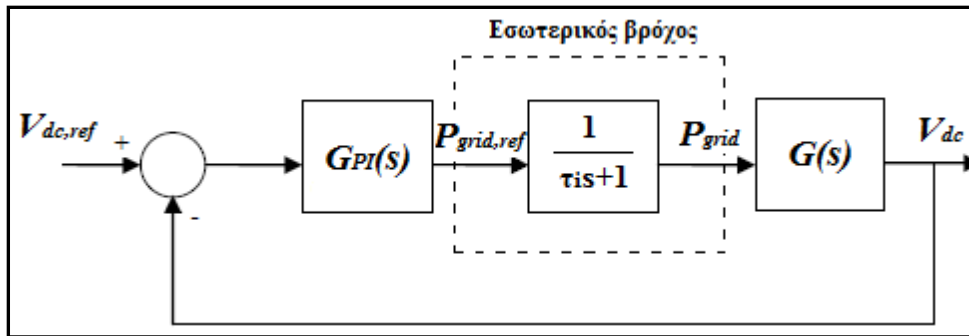 Εσωτερικός βρόχος
Vdc,ref
+
-
GPI(s)
Pgrid,ref
1
τis+1
Pgrid
G(s)
Vdc